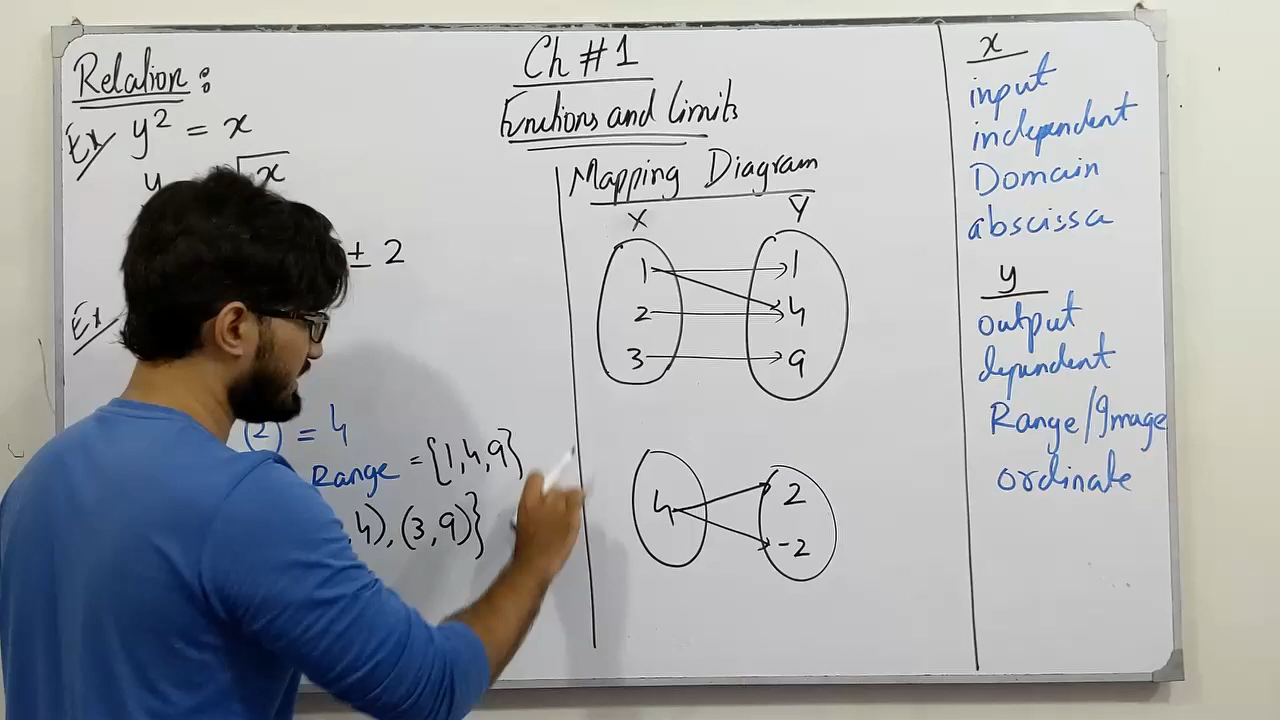 Relation:
Ex y² = x
y √x
± 2
Ex
(2) = 4
Range = {1,4,9}
4), (3, 9)}
Ch # 1
Functions and Limits
Mapping Diagram
X Y
1 1
2 4
3 9
4 2
-2
x
input
independent
Domain
abscissa
y
output
dependent
Range/Image
ordinate